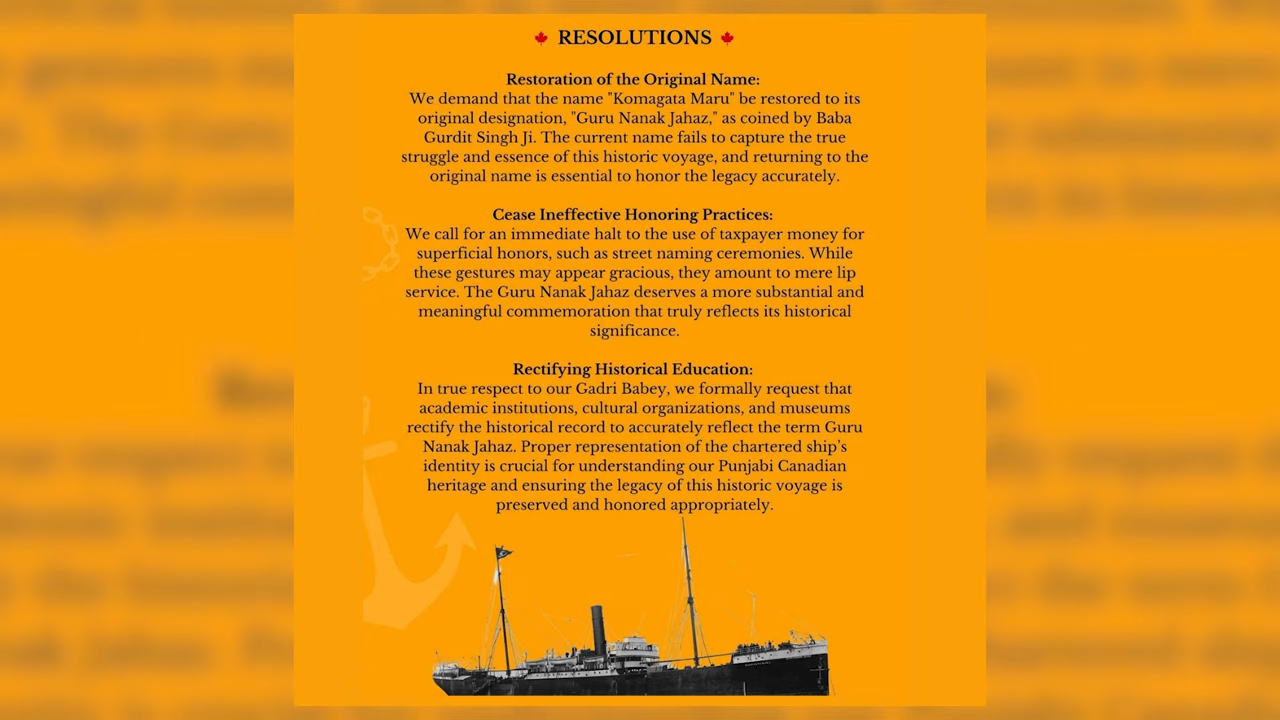 RESOLUTIONS
Restoration of the Original Name:
We demand that the name "Komagata Maru" be restored to its
original designation, "Guru Nanak Jahaz," as coined by Baba
Gurdit Singh Ji. The current name fails to capture the true
struggle and essence of this historic voyage, and returning to the
original name is essential to honor the legacy accurately.
Cease Ineffective Honoring Practices:
We call for an immediate halt to the use of taxpayer money for
superficial honors, such as street naming ceremonies. While
these gestures may appear gracious, they amount to mere lip
service. The Guru Nanak Jahaz deserves a more substantial and
meaningful commemoration that truly reflects its historical
significance.
Rectifying Historical Education:
In true respect to our Gadri Babey, we formally request that
academic institutions, cultural organizations, and museums
rectify the historical record to accurately reflect the term Guru
Nanak Jahaz. Proper representation of the chartered ship's
identity is crucial for understanding our Punjabi Canadian
heritage and ensuring the legacy of this historic voyage is
preserved and honored appropriately.